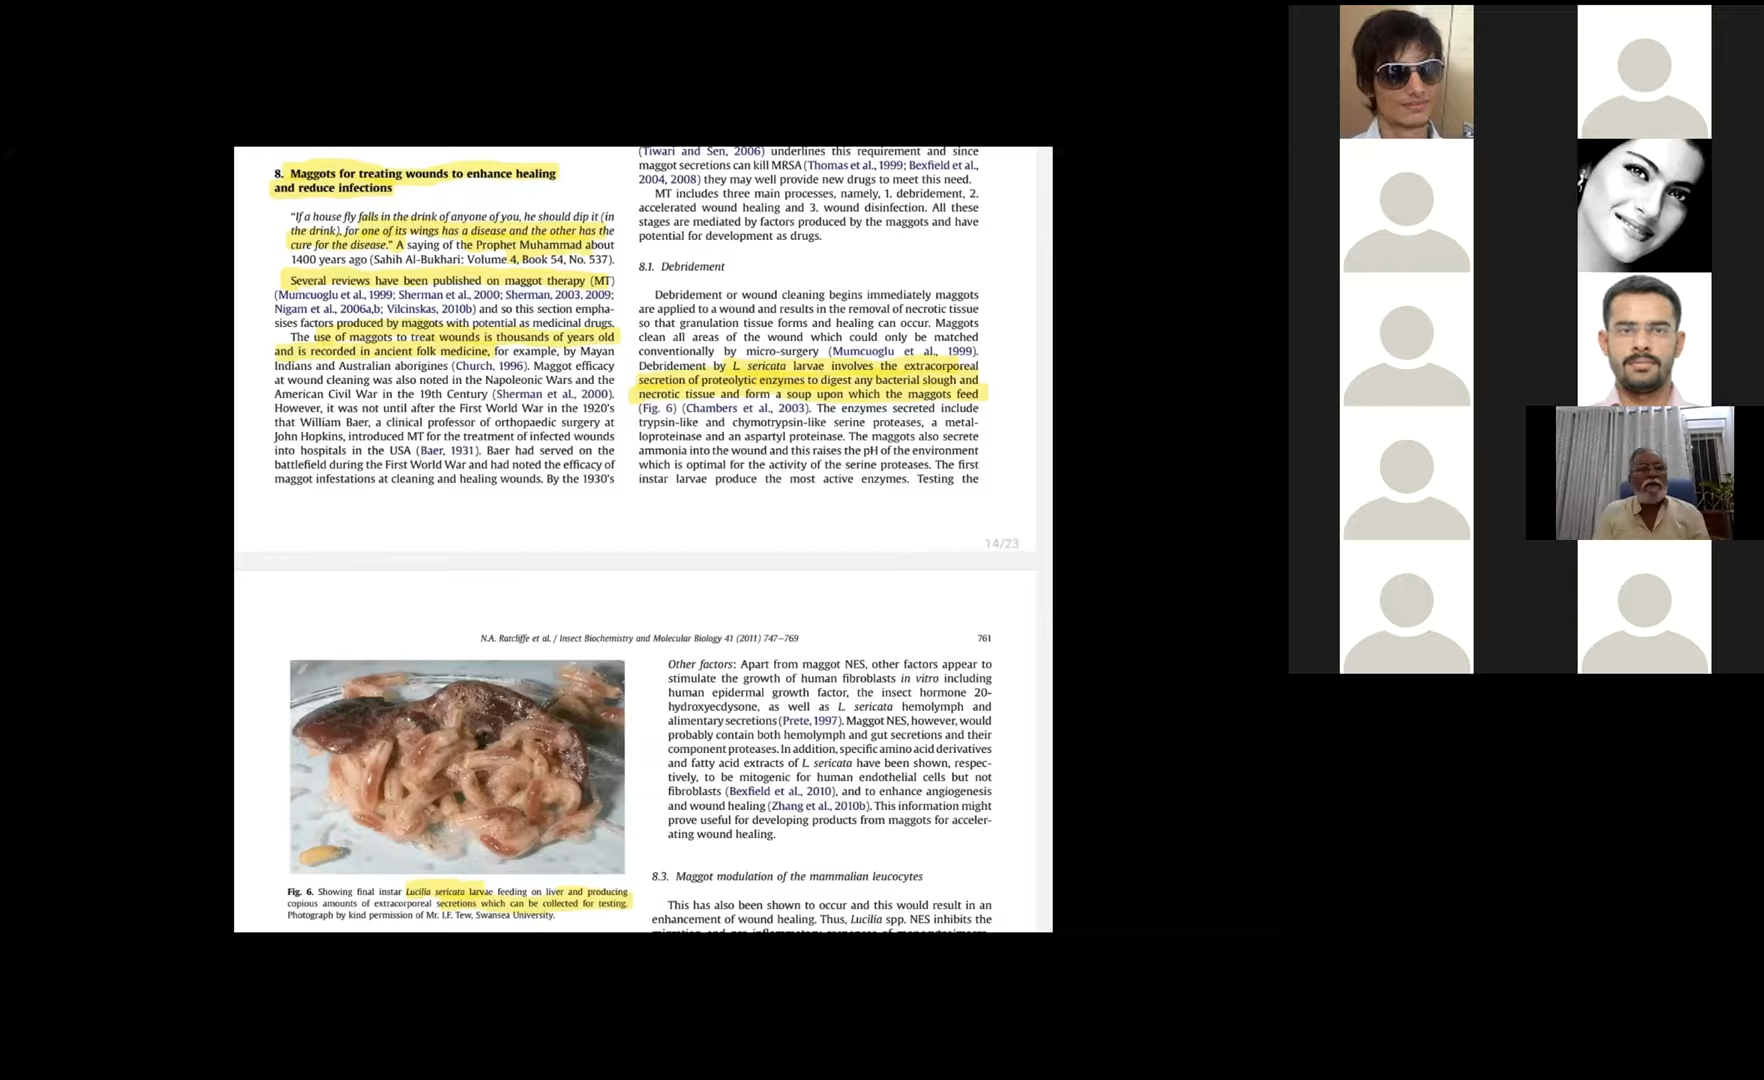 8. Maggots for treating wounds to enhance healing
and reduce infections
"If a house fly falls in the drink of anyone of you, he should dip it (in
the drink), for one of its wings has a disease and the other has the
cure for the disease." A saying of the Prophet Muhammad about
1400 years ago (Sahih Al-Bukhari: Volume 4, Book 54, No. 537).
Several reviews have been published on maggot therapy (MT)
(Mumcuoglu et al., 1999; Sherman et al., 2000; Sherman, 2003, 2009;
Nigam et al., 2006a,b; Vilcinskas, 2010b) and so this section empha-
sises factors produced by maggots with potential as medicinal drugs.
The use of maggots to treat wounds is thousands of years old
and is recorded in ancient folk medicine, for example, by Mayan
Indians and Australian aborigines (Church, 1996). Maggot efficacy
at wound cleaning was also noted in the Napoleonic Wars and the
American Civil War in the 19th Century (Sherman et al., 2000).
However, it was not until after the First World War in the 1920's
that William Baer, a clinical professor of orthopaedic surgery at
John Hopkins, introduced MT for the treatment of infected wounds
into hospitals in the USA (Baer, 1931). Baer had served on the
battlefield during the First World War and had noted the efficacy of
maggot infestations at cleaning and healing wounds. By the 1930's
(Tiwari and Sen, 2006) underlines this requirement and since
maggot secretions can kill MRSA (Thomas et al., 1999; Bexfield et al.,
2004, 2008) they may well provide new drugs to meet this need.
MT includes three main processes, namely, 1. debridement, 2.
accelerated wound healing and 3. wound disinfection. All these
stages are mediated by factors produced by the maggots and have
potential for development as drugs.
8.1. Debridement
Debridement or wound cleaning begins immediately maggots
are applied to a wound and results in the removal of necrotic tissue
so that granulation tissue forms and healing can occur. Maggots
clean all areas of the wound which could only be matched
conventionally by micro-surgery (Mumcuoglu et al., 1999).
Debridement by L. sericata larvae involves the extracorporeal
secretion of proteolytic enzymes to digest any bacterial slough and
necrotic tissue and form a soup upon which the maggots feed
(Fig. 6) (Chambers et al., 2003). The enzymes secreted include
trypsin-like and chymotrypsin-like serine proteases, a metal-
loproteinase and an aspartyl proteinase. The maggots also secrete
ammonia into the wound and this raises the pH of the environment
which is optimal for the activity of the serine proteases. The first
instar larvae produce the most active enzymes. Testing the
14/23
N.A. Ratcliffe et al. / Insect Biochemistry and Molecular Biology 41 (2011) 747–769
761
Fig. 6. Showing final instar Lucilia sericata larvae feeding on liver and producing
copious amounts of extracorporeal secretions which can be collected for testing.
Photograph by kind permission of Mr. I.F. Tew, Swansea University.
Other factors: Apart from maggot NES, other factors appear to
stimulate the growth of human fibroblasts in vitro including
human epidermal growth factor, the insect hormone 20-
hydroxyecdysone, as well as L. sericata hemolymph and
alimentary secretions (Prete, 1997). Maggot NES, however, would
probably contain both hemolymph and gut secretions and their
component proteases. In addition, specific amino acid derivatives
and fatty acid extracts of L. sericata have been shown, respec-
tively, to be mitogenic for human endothelial cells but not
fibroblasts (Bexfield et al., 2010), and to enhance angiogenesis
and wound healing (Zhang et al., 2010b). This information might
prove useful for developing products from maggots for acceler-
ating wound healing.
8.3. Maggot modulation of the mammalian leucocytes
This has also been shown to occur and this would result in an
enhancement of wound healing. Thus, Lucilia spp. NES inhibits the